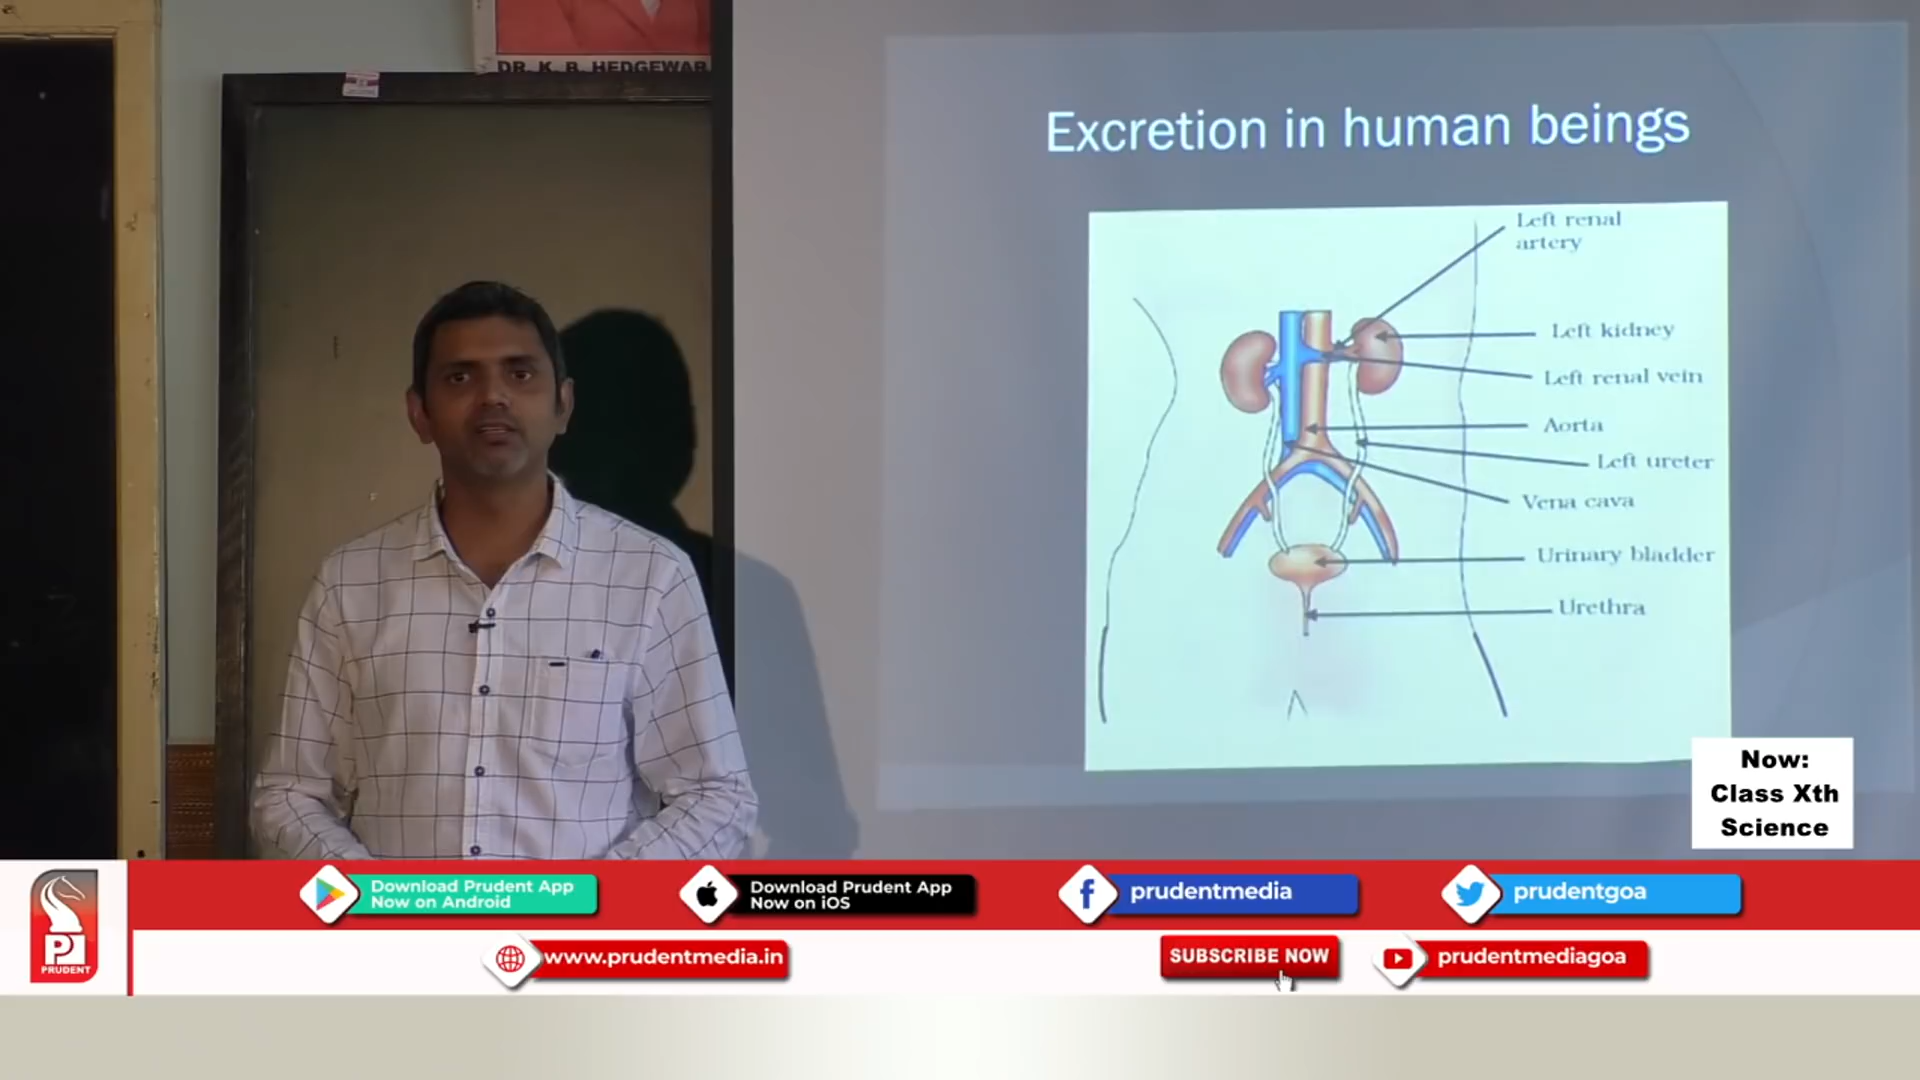 DR. K. B. HEDGEWAR
Excretion in human beings
Left renal
artery
Left kidney
Left renal vein
Aorta
Left ureter
Vena cava
Urinary bladder
Urethra
Now:
Class Xth
Science
Download Prudent App
Now on Android
Download Prudent App
Now on iOS
prudentmedia
prudentgoa
PRUDENT
www.prudentmedia.in
SUBSCRIBE NOW
prudentmediagoa